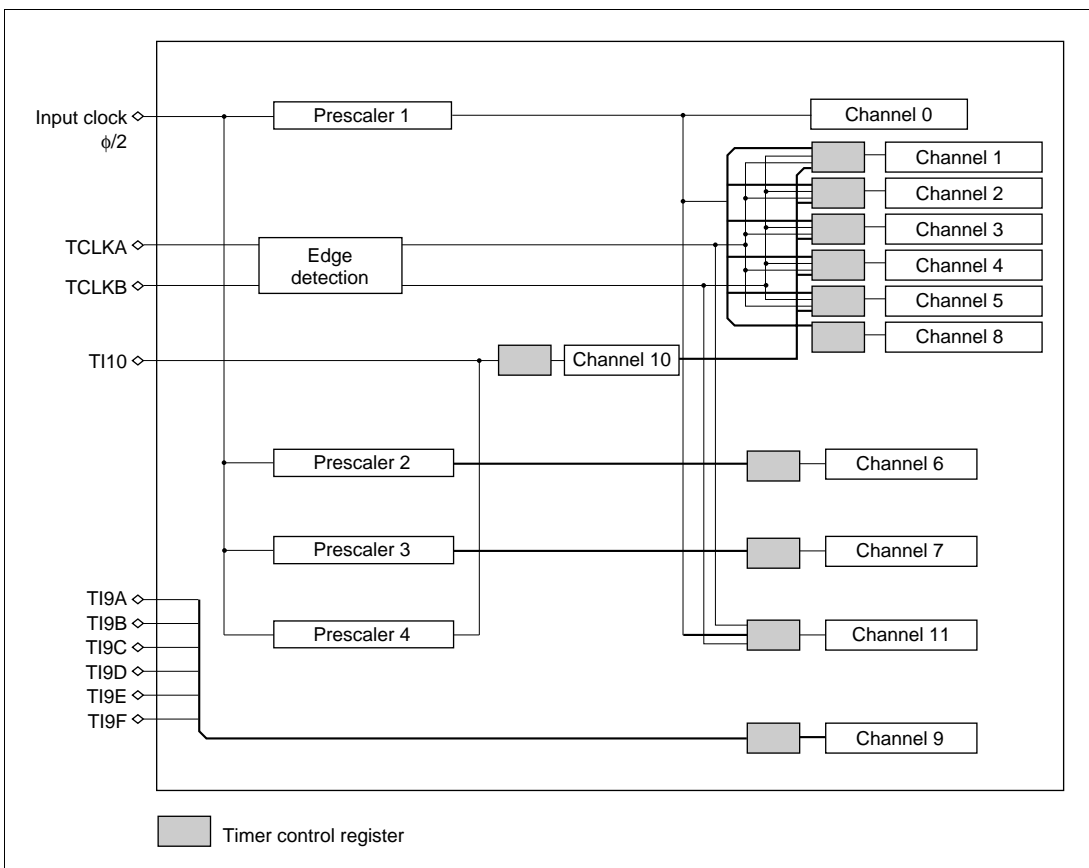 Input clock
ϕ/2
Prescaler 1
Channel 0
Channel 1
Channel 2
Channel 3
Channel 4
Channel 5
Channel 8
TCLKA
TCLKB
Edge
detection
TI10
Channel 10
Prescaler 2
Channel 6
Prescaler 3
Channel 7
TI9A
TI9B
TI9C
TI9D
TI9E
TI9F
Prescaler 4
Channel 11
Channel 9
Timer control register